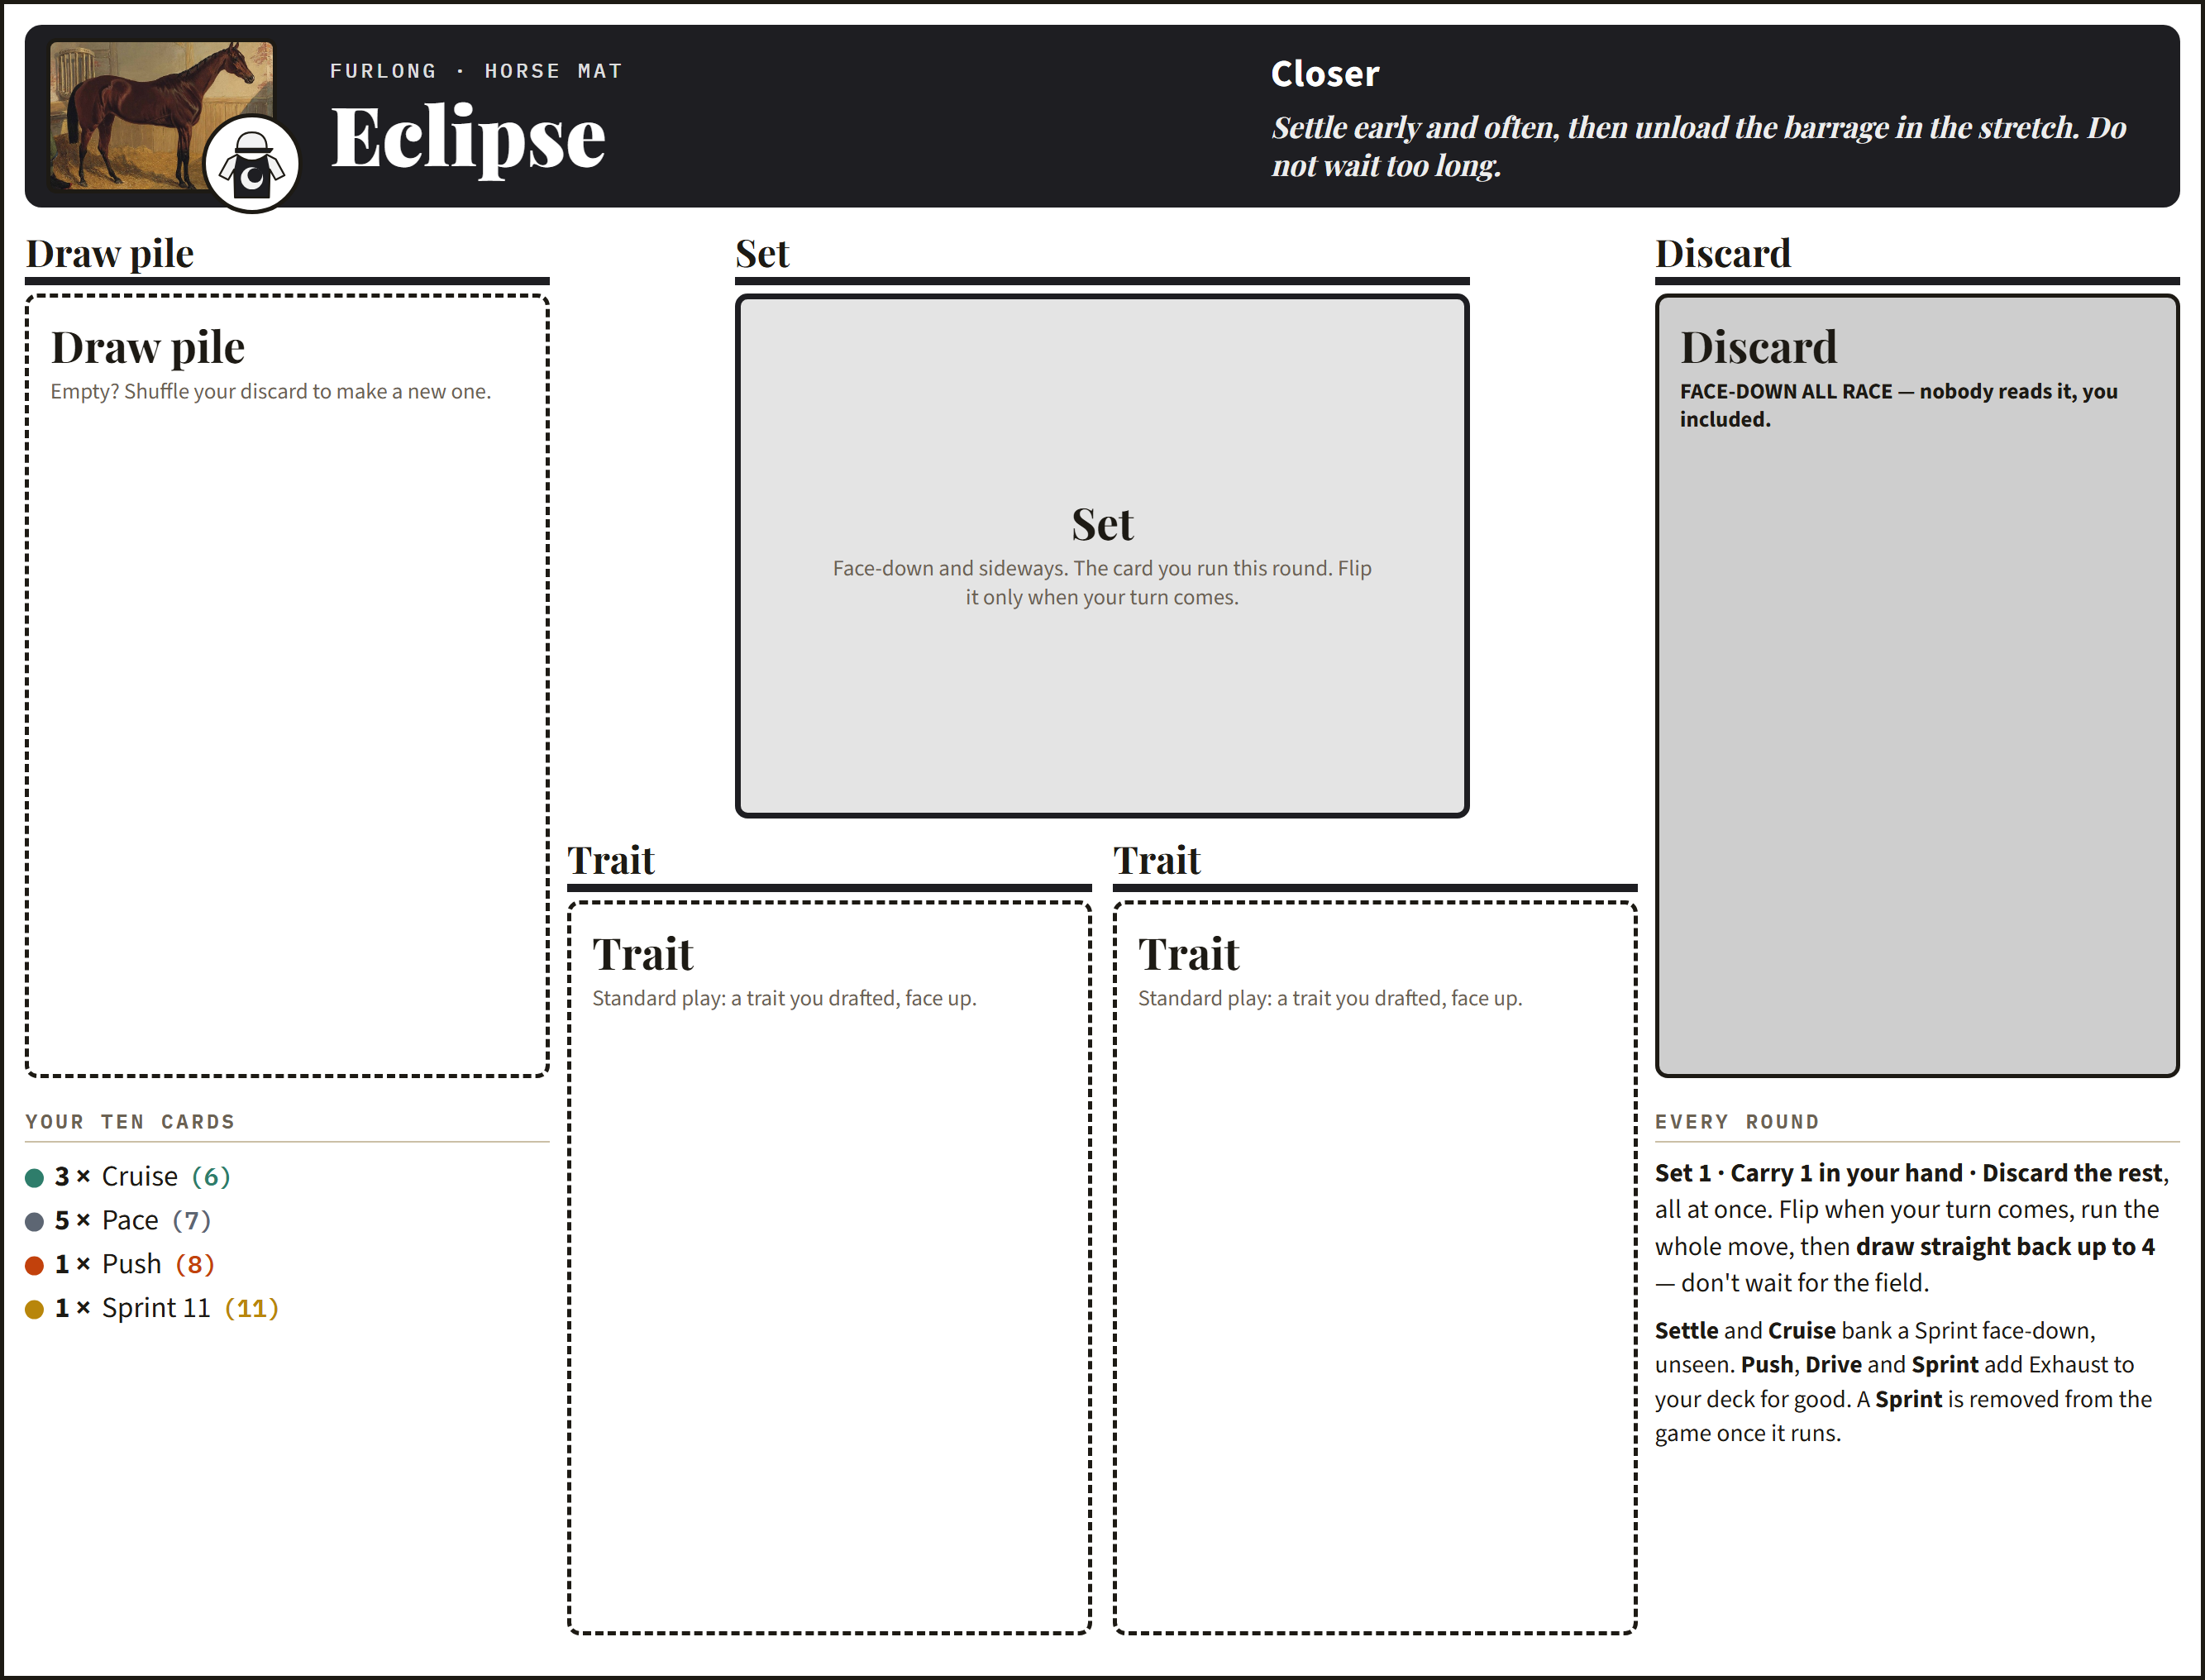 FURLONG · HORSE MAT
Eclipse
Closer
Settle early and often, then unload the barrage in the stretch. Do
not wait too long.
Draw pile
Draw pile
Empty? Shuffle your discard to make a new one.
Set
Set
Face-down and sideways. The card you run this round. Flip
it only when your turn comes.
Discard
Discard
FACE-DOWN ALL RACE — nobody reads it, you
included.
Trait
Trait
Standard play: a trait you drafted, face up.
Trait
Trait
Standard play: a trait you drafted, face up.
YOUR TEN CARDS
3 × Cruise (6)
5 × Pace (7)
1 × Push (8)
1 × Sprint 11 (11)
EVERY ROUND
Set 1 · Carry 1 in your hand · Discard the rest,
all at once. Flip when your turn comes, run the
whole move, then draw straight back up to 4
— don't wait for the field.
Settle and Cruise bank a Sprint face-down,
unseen. Push, Drive and Sprint add Exhaust to
your deck for good. A Sprint is removed from the
game once it runs.